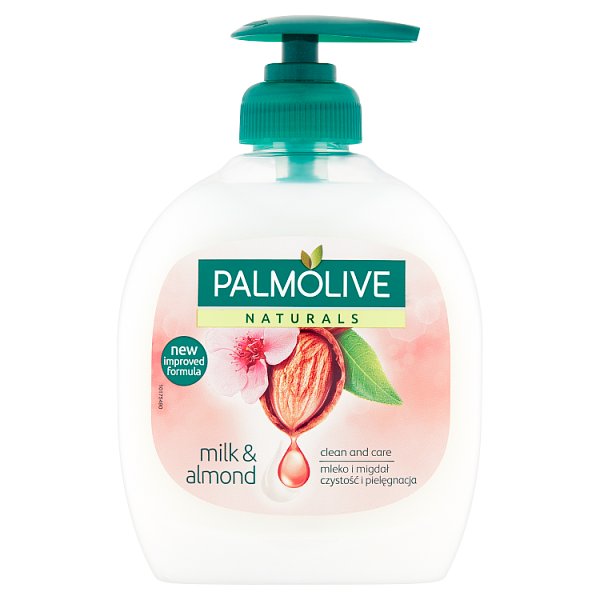 PALMOLIVE
NATURALS
new
improved
formula
milk &
almond
clean and care
mleko i migdał
czystość i pielęgnacja